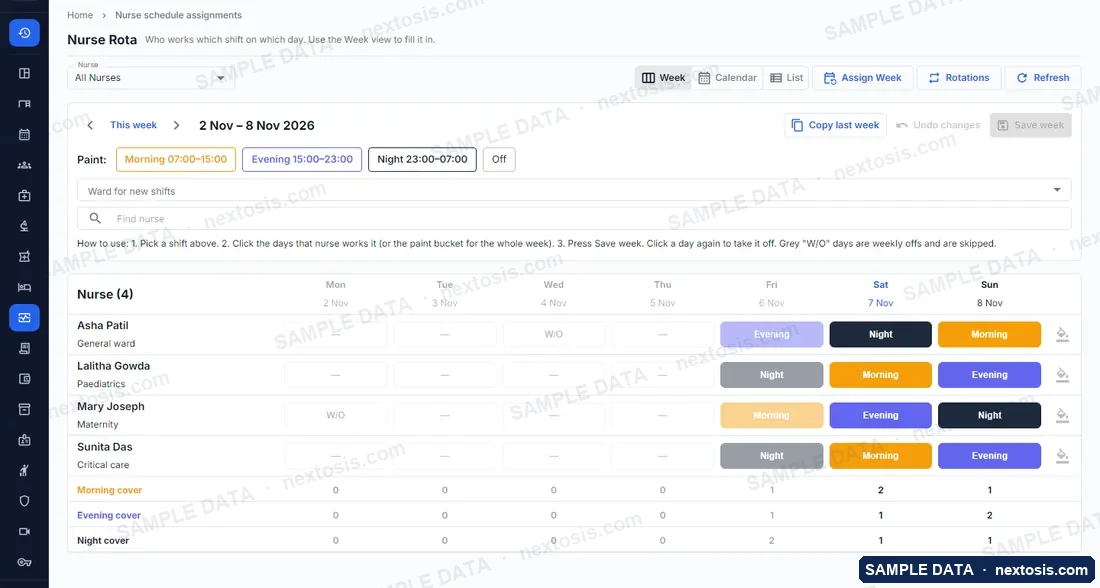 Home › Nurse schedule assignments
Nurse Rota Who works which shift on which day. Use the Week view to fill it in.
Nurse
All Nurses
Week Calendar List Assign Week Rotations Refresh
This week 2 Nov – 8 Nov 2026 Copy last week Undo changes Save week
Paint: Morning 07:00–15:00 Evening 15:00–23:00 Night 23:00–07:00 Off
Ward for new shifts
Find nurse
How to use: 1. Pick a shift above. 2. Click the days that nurse works it (or the paint bucket for the whole week). 3. Press Save week. Click a day again to take it off. Grey "W/O" days are weekly offs and are skipped.
Nurse (4) Mon Tue Wed Thu Fri Sat Sun
2 Nov 3 Nov 4 Nov 5 Nov 6 Nov 7 Nov 8 Nov
Asha Patil
General ward — — W/O — Evening Night Morning
Lalitha Gowda
Paediatrics — — — — Night Morning Evening
Mary Joseph
Maternity W/O — — — Morning Evening Night
Sunita Das
Critical care — — — — Night Morning Evening
Morning cover 0 0 0 0 1 2 1
Evening cover 0 0 0 0 1 1 2
Night cover 0 0 0 0 2 1 1
SAMPLE DATA · nextosis.com